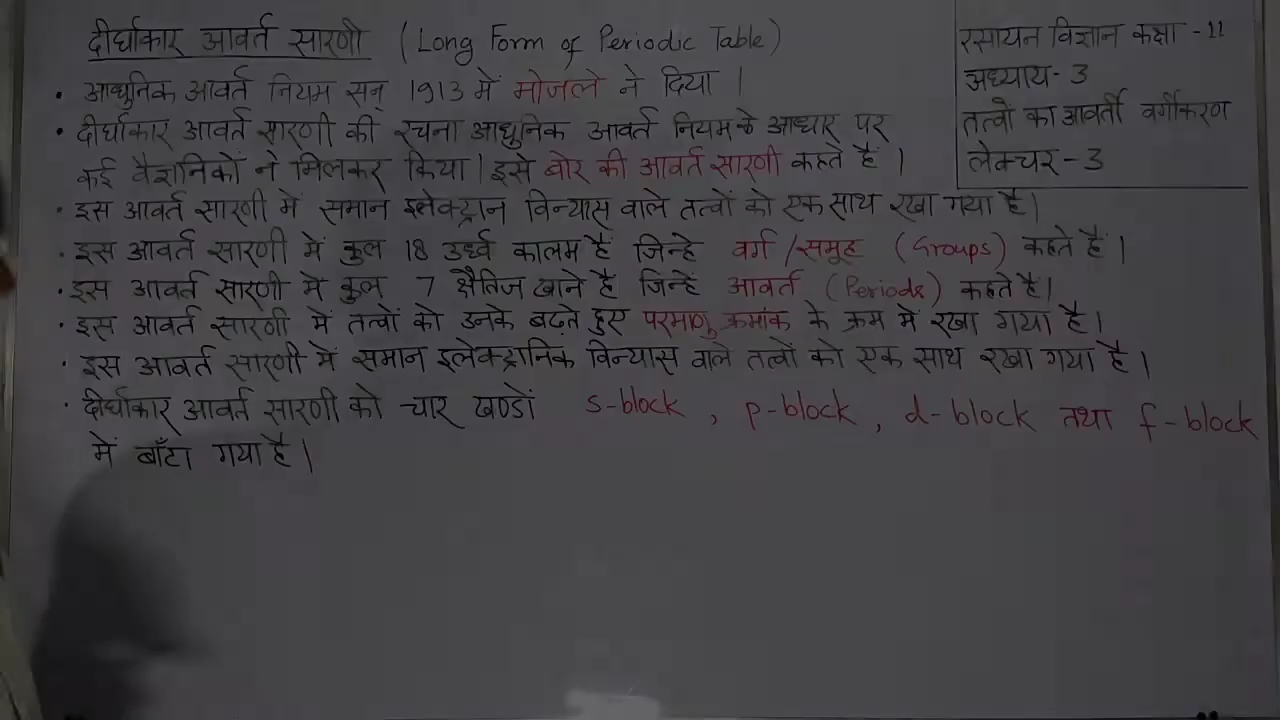 दीर्घाकार आवर्त सारणी (Long Form of Periodic Table)
• आधुनिक आवर्त नियम सन् 1913 में मोजले ने दिया ।
• दीर्घाकार आवर्त सारणी की रचना आधुनिक आवर्त नियम के आधार पर
कई वैज्ञानिकों ने मिलकर किया । इसे बोर की आवर्त सारणी कहते हैं ।
• इस आवर्त सारणी में समान इलेक्ट्रान विन्यास वाले तत्वों को एक साथ रखा गया है।
• इस आवर्त सारणी में कुल 18 उर्ध्व कालम हैं जिन्हे वर्ग /समूह (Groups) कहते हैं ।
• इस आवर्त सारणी में कुल 7 क्षैतिज खाने है जिन्हें आवर्त (Periods) कहते है।
• इस आवर्त सारणी में तत्वों को उनके बढ़ते हुए परमाणु क्रमांक के क्रम में रखा गया है।
• इस आवर्त सारणी में समान इलेक्ट्रानिक विन्यास वाले तत्वों को एक साथ रखा गया है ।
• दीर्घाकार आवर्त सारणी को चार खण्डों s-block , p-block , d-block तथा f-block
में बाँटा गया है ।
रसायन विज्ञान कक्षा -11
अध्याय- 3
तत्वो का आवर्ती वर्गीकरण
लेक्चर - 3